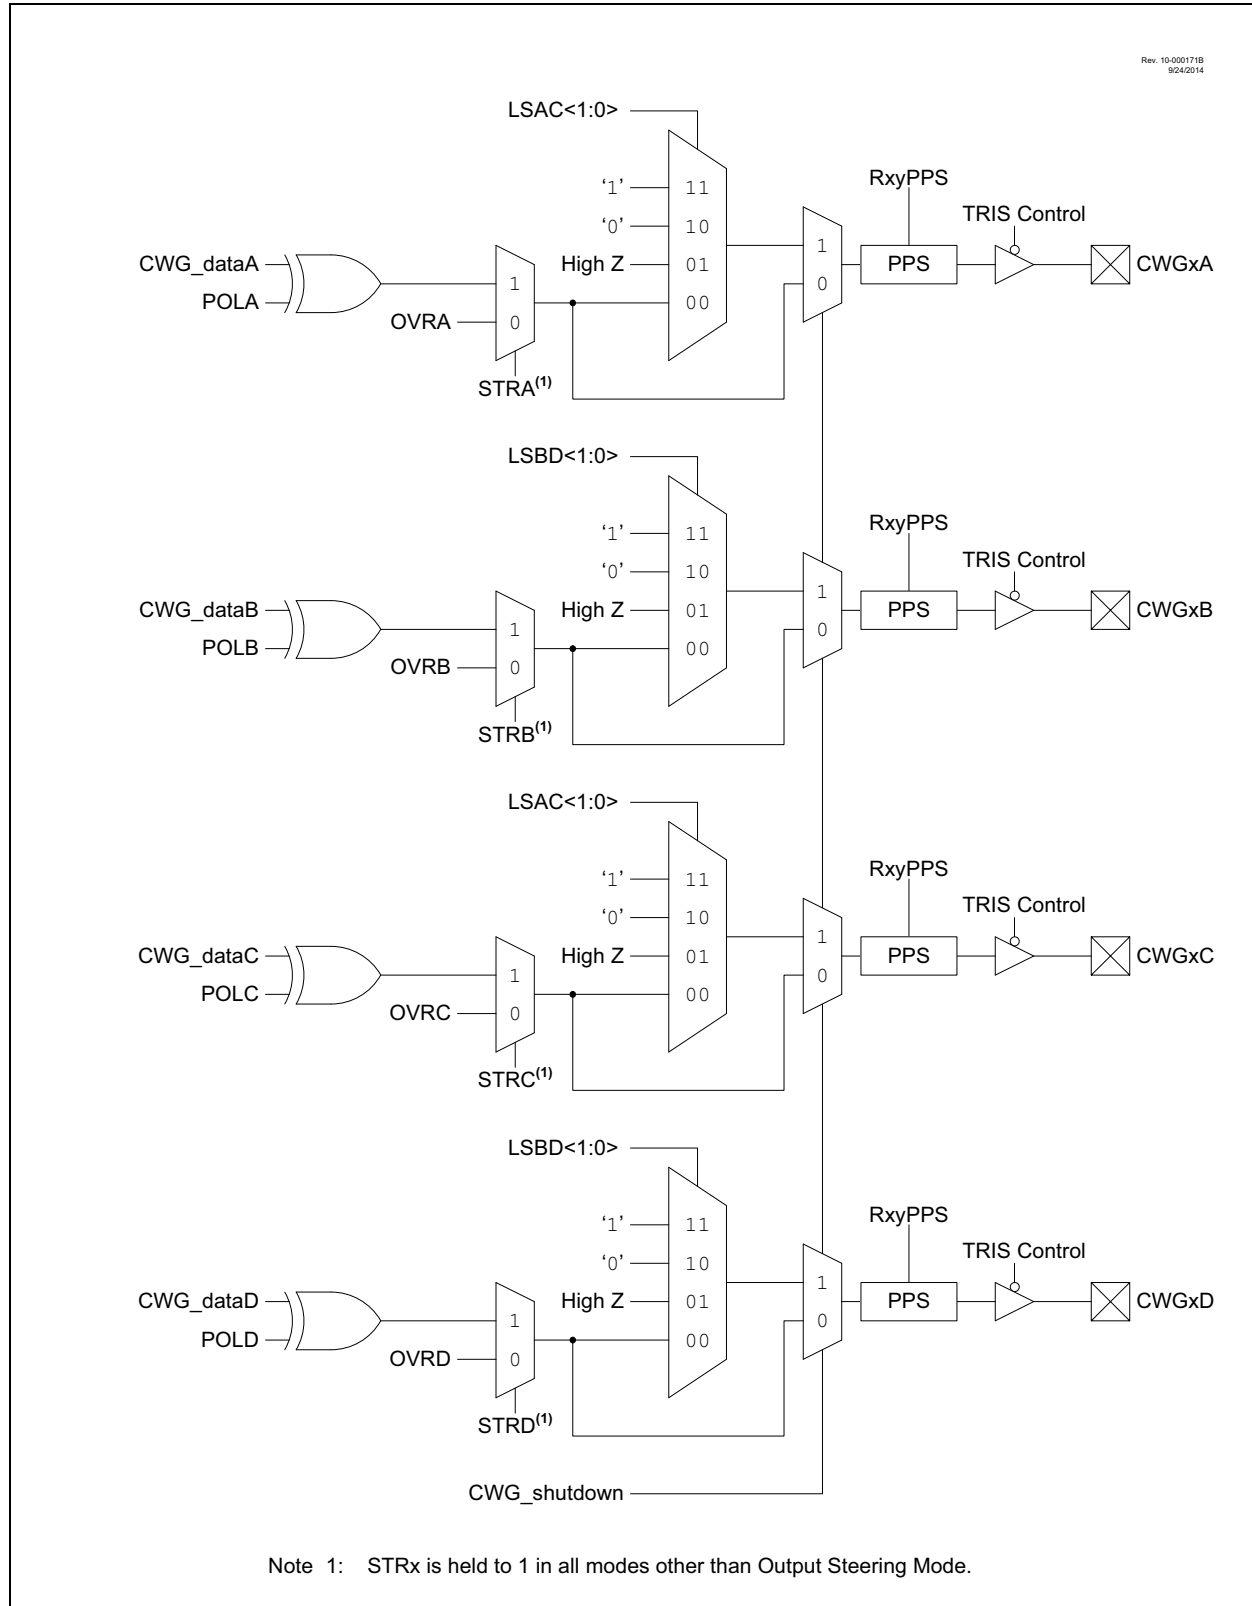 Rev. 10-000171B
9/24/2014
LSAC<1:0>
‘1’
11
‘0’
10
High Z
01
00
CWG_dataA
POLA
1
0
OVRA
STRA(1)
1
0
RxyPPS
PPS
TRIS Control
CWGxA
LSBD<1:0>
‘1’
11
‘0’
10
High Z
01
00
CWG_dataB
POLB
1
0
OVRB
STRB(1)
1
0
RxyPPS
PPS
TRIS Control
CWGxB
LSAC<1:0>
‘1’
11
‘0’
10
High Z
01
00
CWG_dataC
POLC
1
0
OVRC
STRC(1)
1
0
RxyPPS
PPS
TRIS Control
CWGxC
LSBD<1:0>
‘1’
11
‘0’
10
High Z
01
00
CWG_dataD
POLD
1
0
OVRD
STRD(1)
1
0
RxyPPS
PPS
TRIS Control
CWGxD
CWG_shutdown
Note 1: STRx is held to 1 in all modes other than Output Steering Mode.